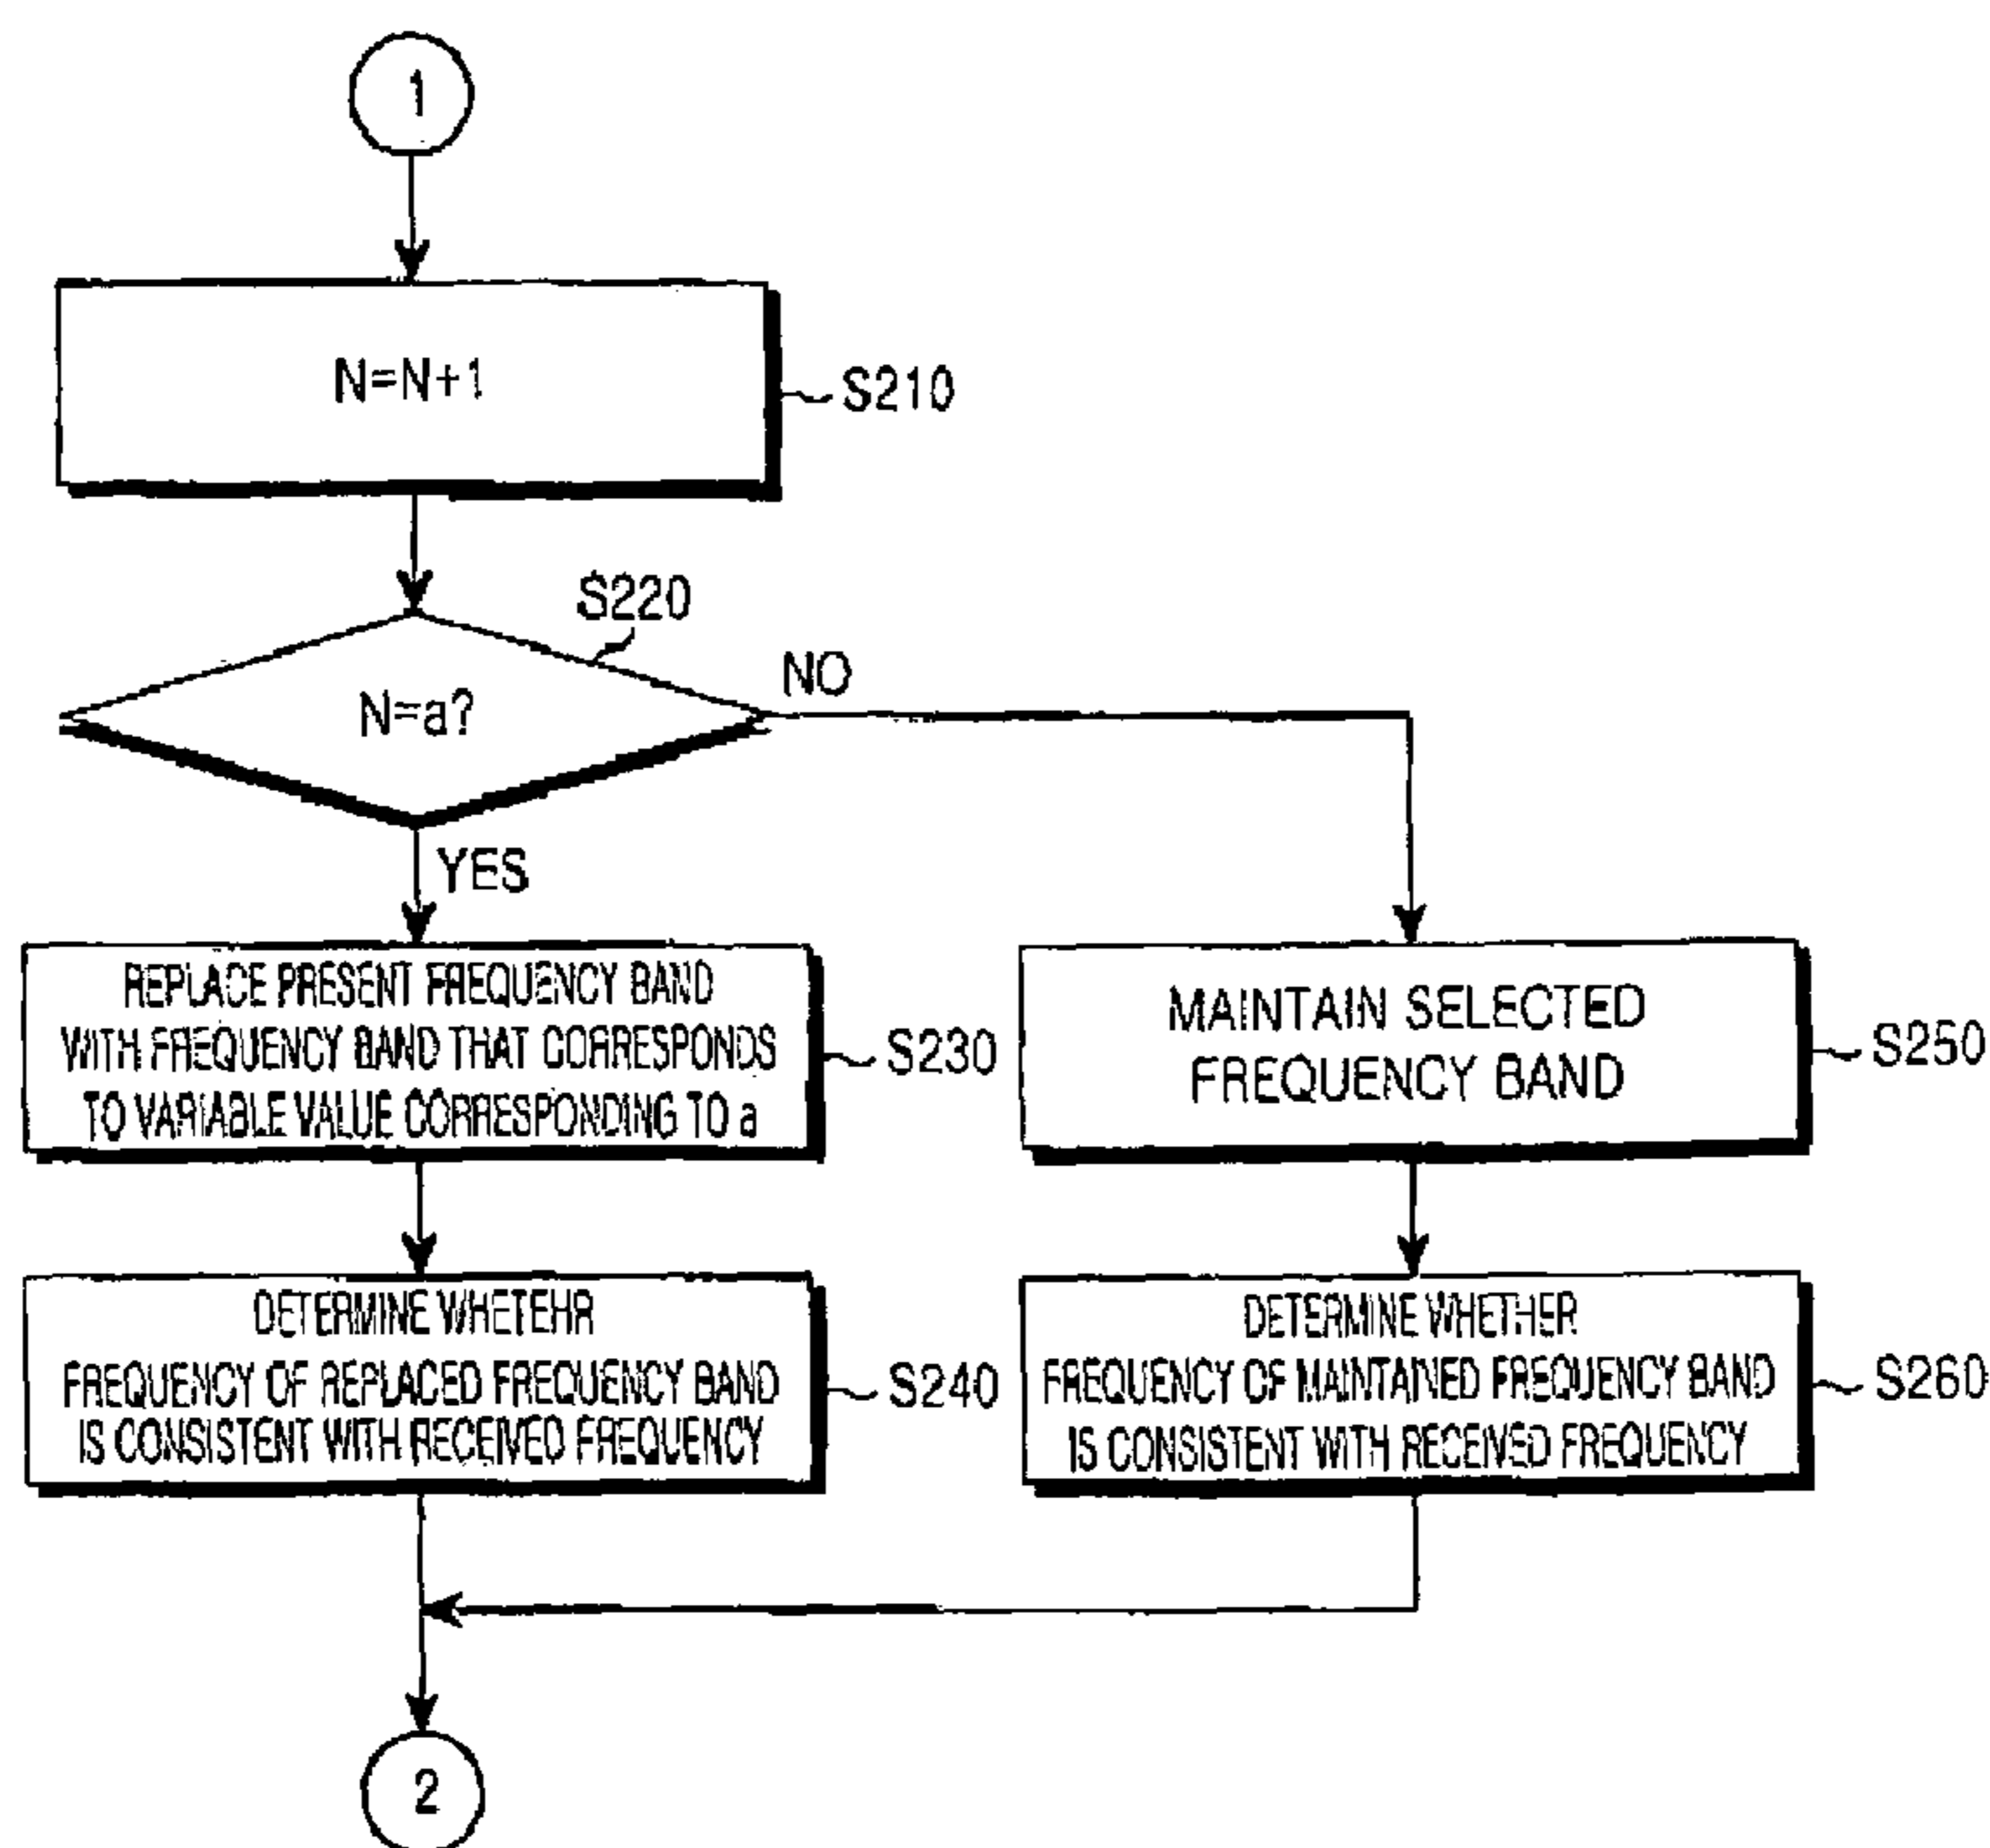 1
N=N+1
S210
S220
N=a?
NO
YES
REPLACE PRESENT FREQUENCY BAND
WITH FREQUENCY BAND THAT CORRESPONDS
TO VARIABLE VALUE CORRESPONDING TO a
S230
MAINTAIN SELECTED
FREQUENCY BAND
S250
DETERMINE WHETEHR
FREQUENCY OF REPLACED FREQUENCY BAND
IS CONSISTENT WITH RECEIVED FREQUENCY
S240
DETERMINE WHETHER
FREQUENCY OF MAINTAINED FREQUENCY BAND
IS CONSISTENT WITH RECEIVED FREQUENCY
S260
2